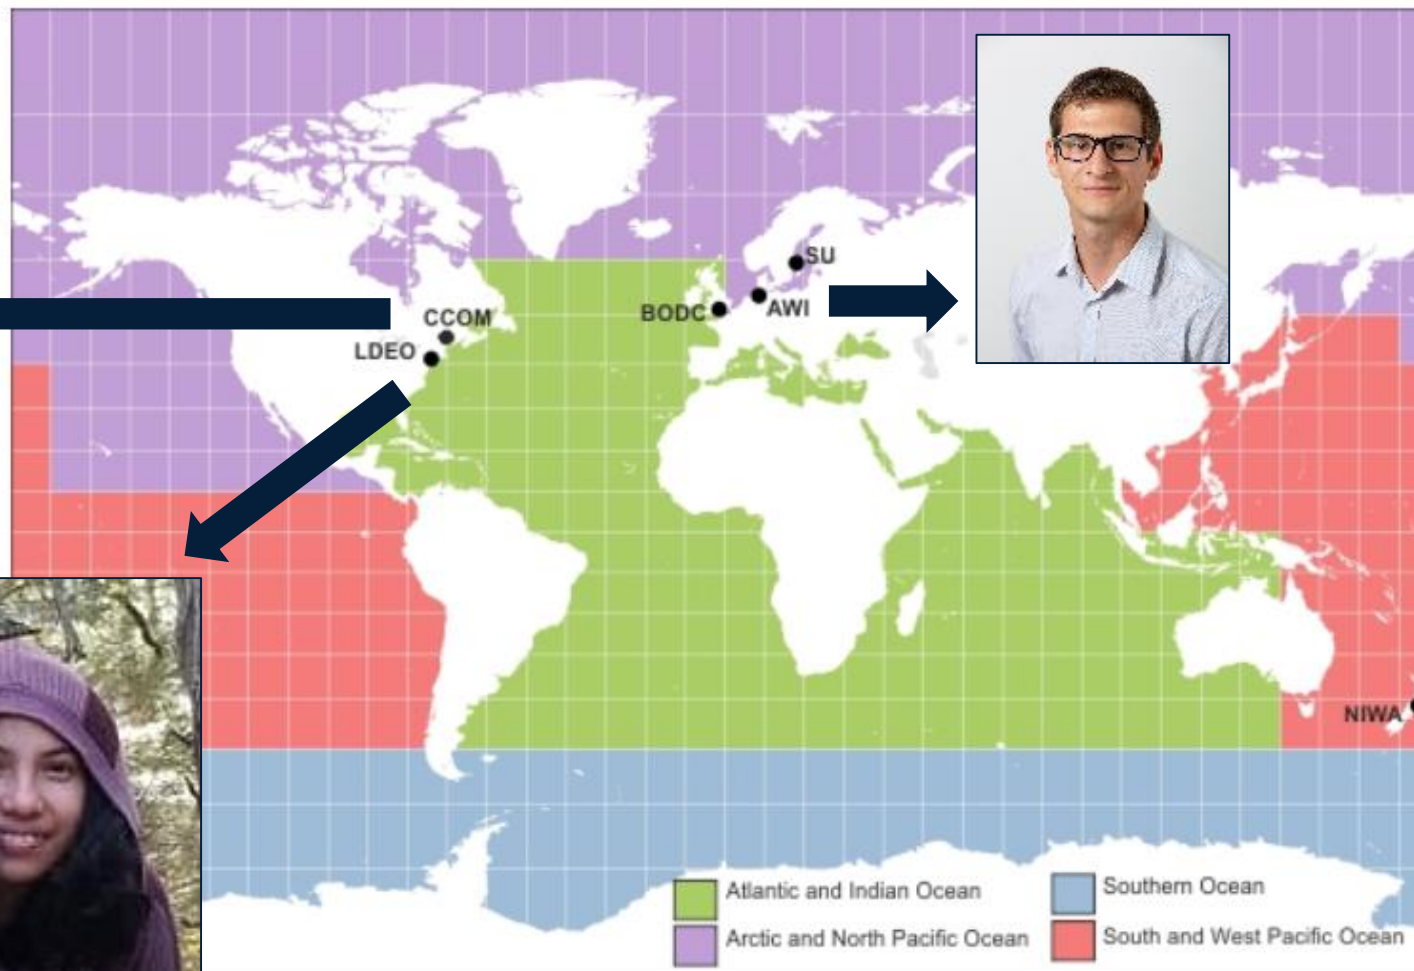 SU
BODC
AWI
CCOM
LDEO
NIWA
Atlantic and Indian Ocean
Southern Ocean
Arctic and North Pacific Ocean
South and West Pacific Ocean